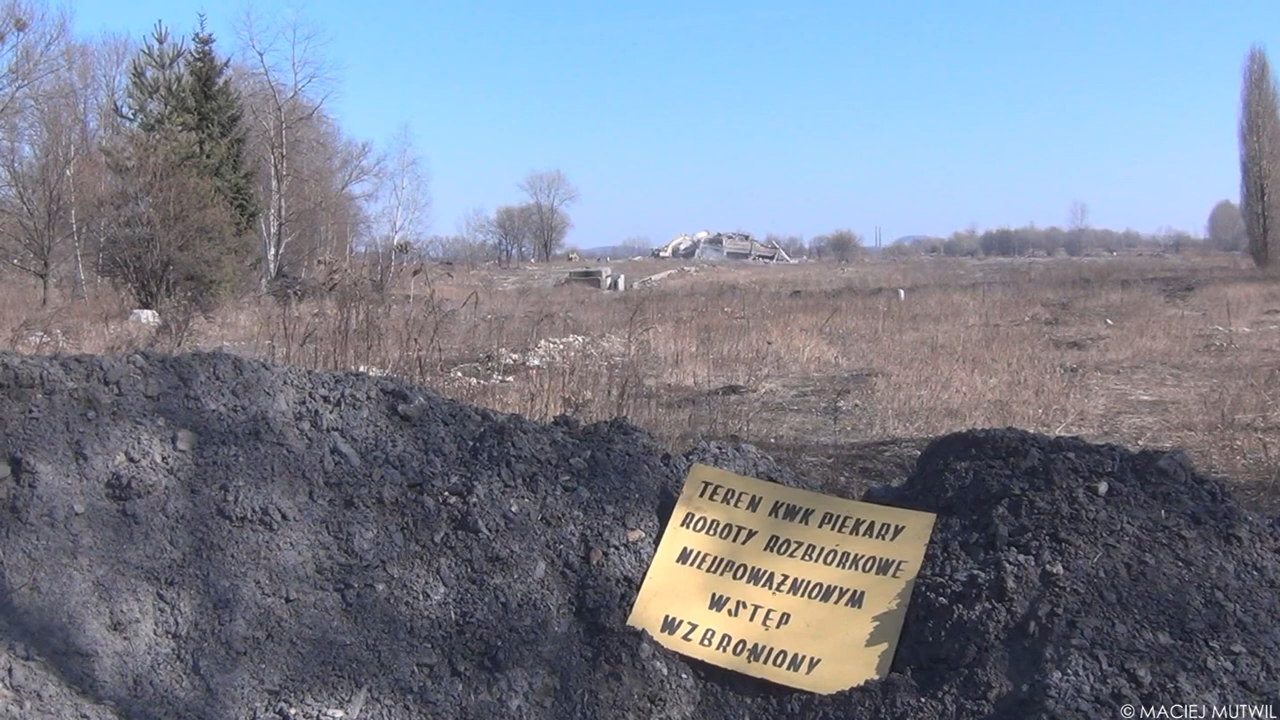 TEREN KWK PIEKARY
ROBOTY ROZBIÓRKOWE
NIEUPOWAŻNIONYM
WSTĘP
WZBRONIONY
© MACIEJ MUTWIL